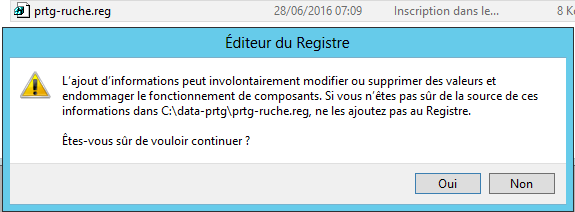 prtg-ruche.reg 28/06/2016 07:09 Inscription dans le... 8 K
Éditeur du Registre
L'ajout d'informations peut involontairement modifier ou supprimer des valeurs et
endommager le fonctionnement de composants. Si vous n'êtes pas sûr de la source de ces
informations dans C:\data-prtg\prtg-ruche.reg, ne les ajoutez pas au Registre.
Êtes-vous sûr de vouloir continuer ?
Oui Non